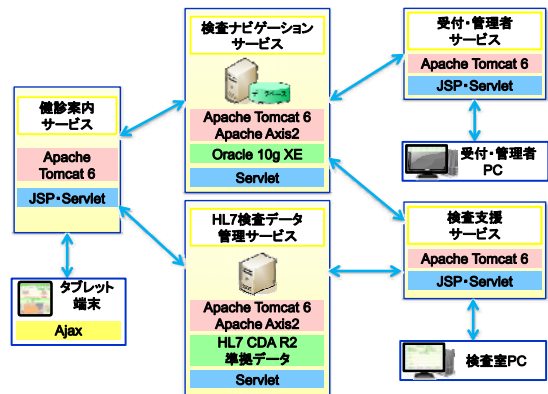 健診案内
サービス
Apache
Tomcat 6
JSP・Servlet
タブレット
端末
Ajax
検査ナビゲーション
サービス
データベース
Apache Tomcat 6
Apache Axis2
Oracle 10g XE
Servlet
HL7検査データ
管理サービス
Apache Tomcat 6
Apache Axis2
HL7 CDA R2
準拠データ
Servlet
受付・管理者
サービス
Apache Tomcat 6
JSP・Servlet
受付・管理者
PC
検査支援
サービス
Apache Tomcat 6
JSP・Servlet
検査室PC